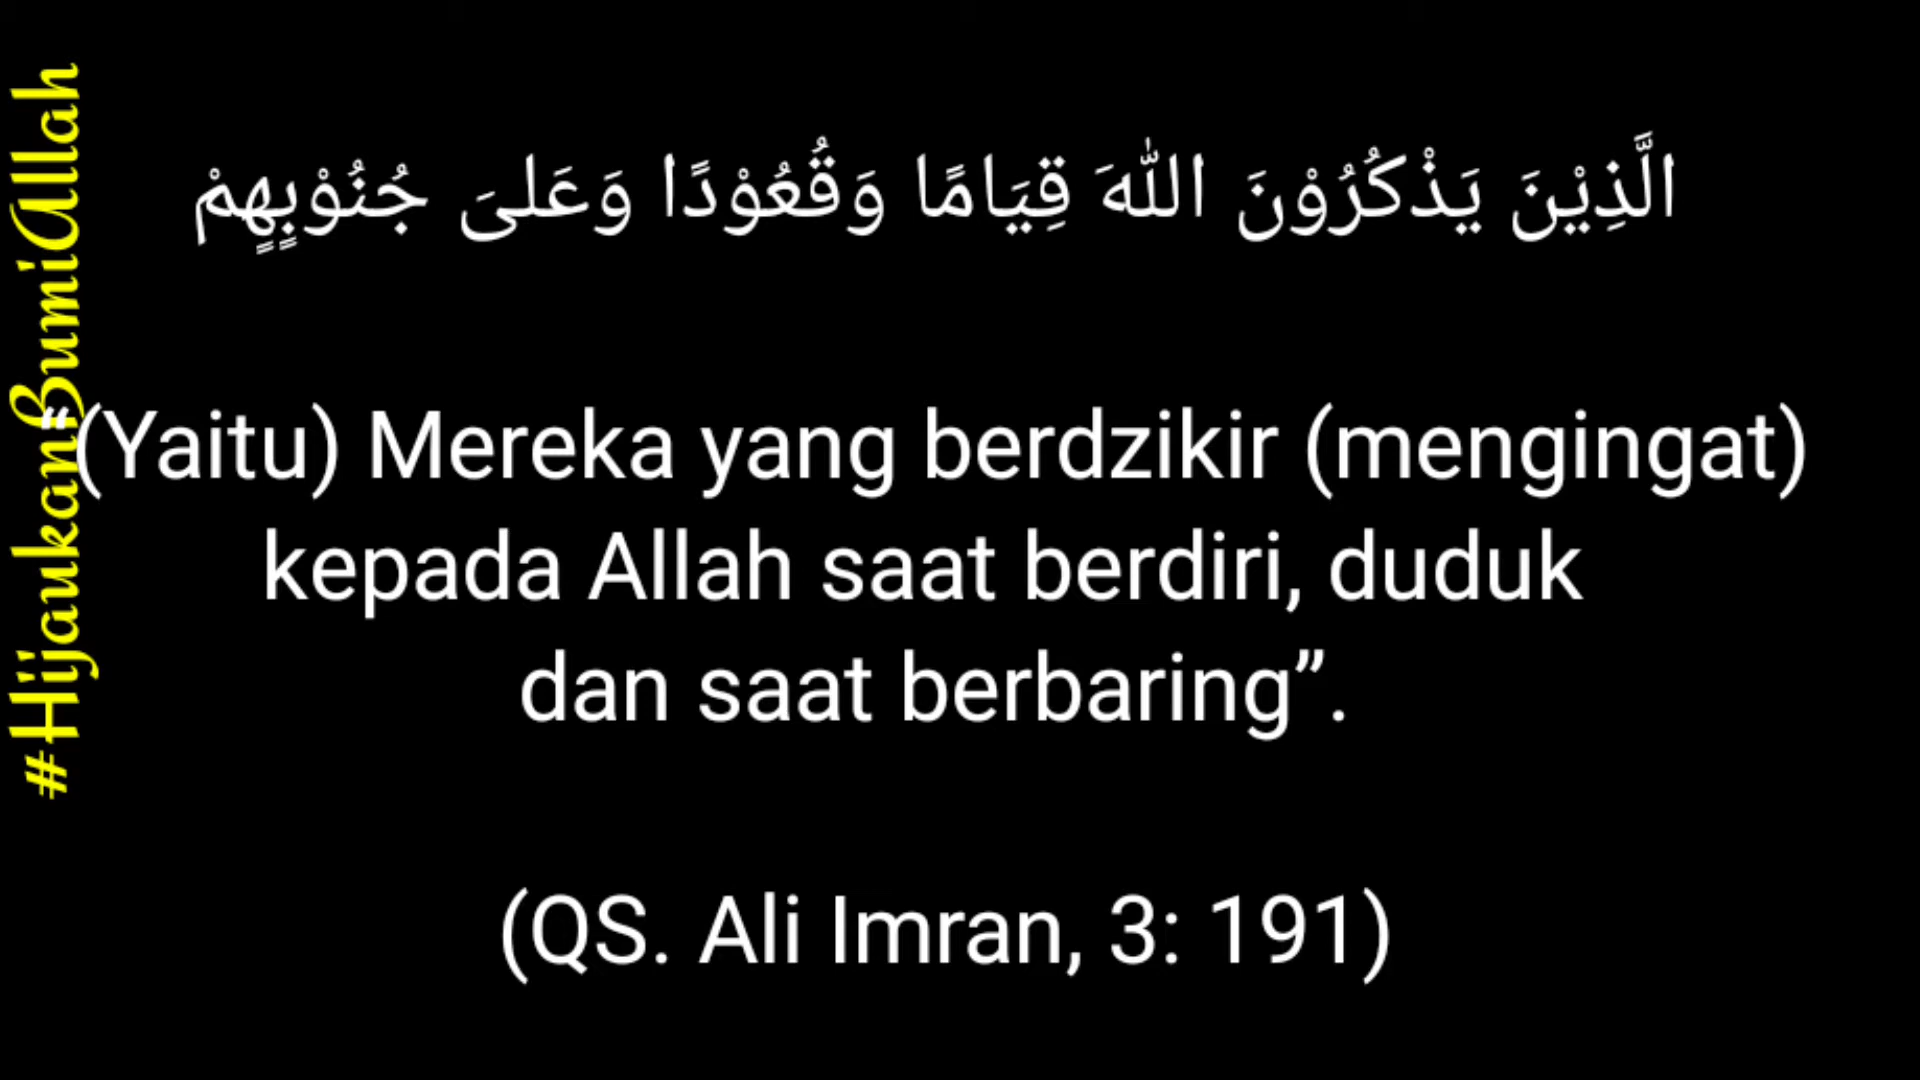 الَّذِيْنَ يَذْكُرُوْنَ اللّٰهَ قِيَامًا وَقُعُوْدًا وَعَلىَ جُنُوْبٍهٍمْ
“(Yaitu) Mereka yang berdzikir (mengingat)
kepada Allah saat berdiri, duduk
dan saat berbaring”.
(QS. Ali Imran, 3: 191)
#HijaukanBumiAllah